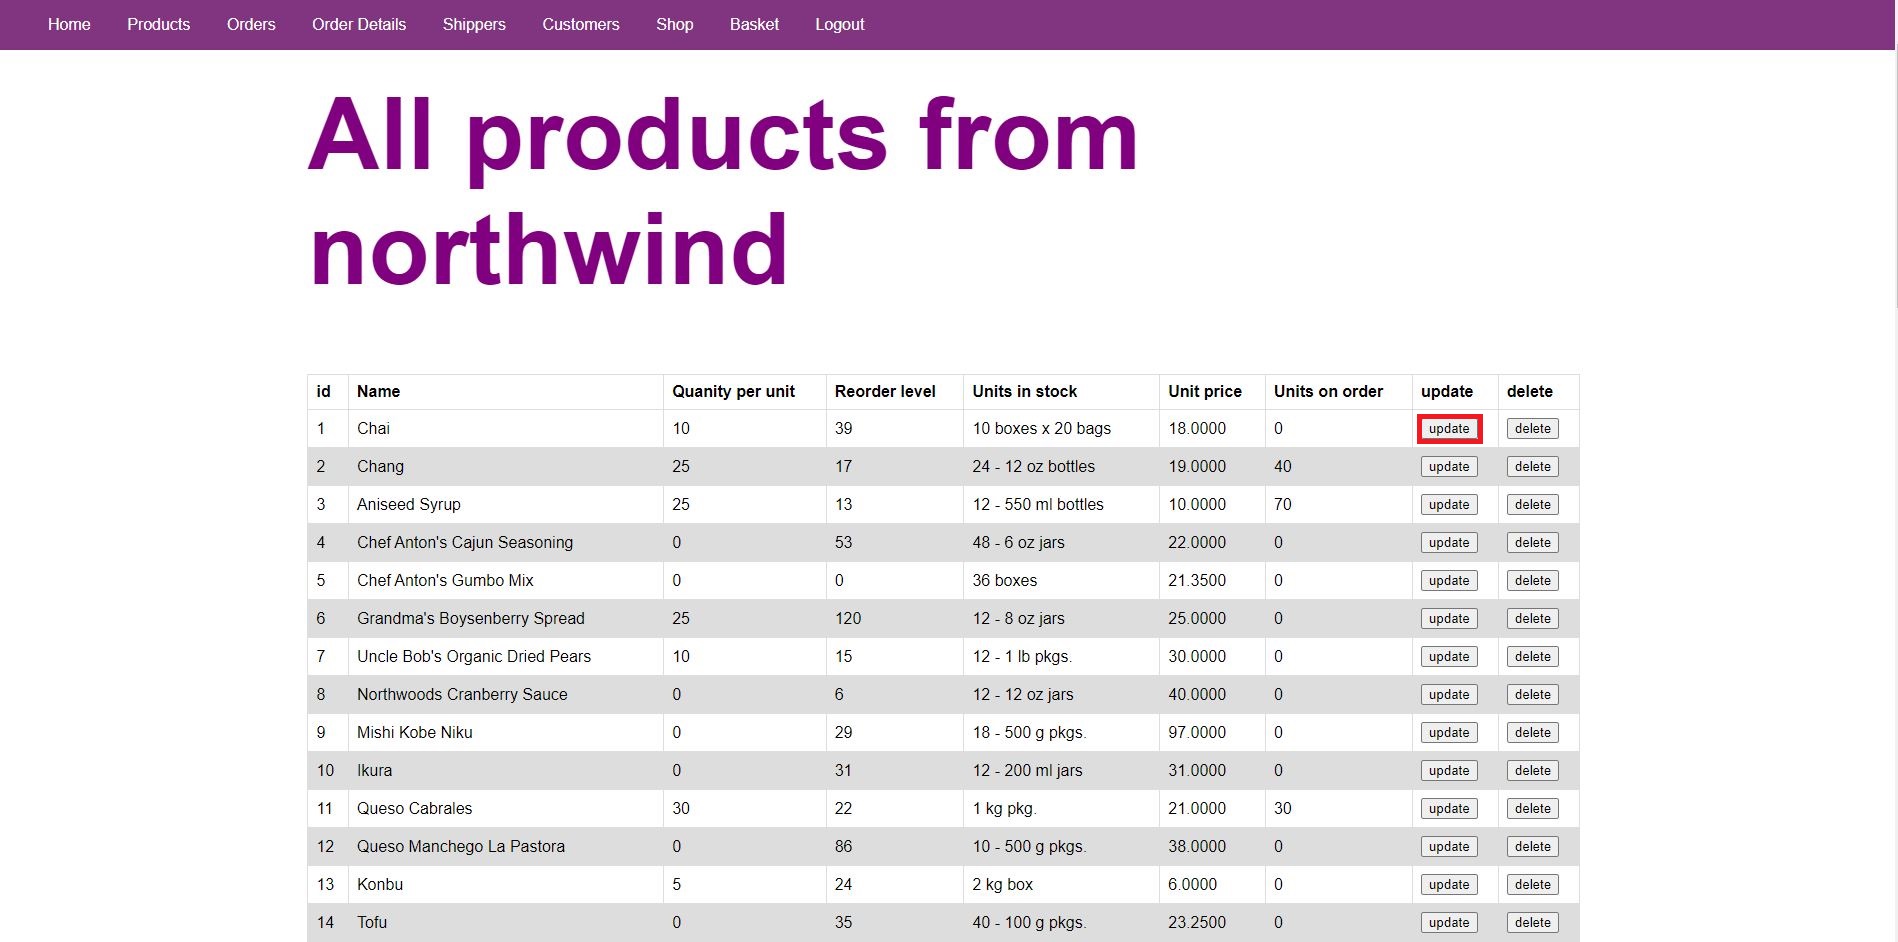 Home Products Orders Order Details Shippers Customers Shop Basket Logout
All products from
northwind
id Name Quanity per unit Reorder level Units in stock Unit price Units on order update delete
1 Chai 10 39 10 boxes x 20 bags 18.0000 0 update delete
2 Chang 25 17 24 - 12 oz bottles 19.0000 40 update delete
3 Aniseed Syrup 25 13 12 - 550 ml bottles 10.0000 70 update delete
4 Chef Anton's Cajun Seasoning 0 53 48 - 6 oz jars 22.0000 0 update delete
5 Chef Anton's Gumbo Mix 0 0 36 boxes 21.3500 0 update delete
6 Grandma's Boysenberry Spread 25 120 12 - 8 oz jars 25.0000 0 update delete
7 Uncle Bob's Organic Dried Pears 10 15 12 - 1 lb pkgs. 30.0000 0 update delete
8 Northwoods Cranberry Sauce 0 6 12 - 12 oz jars 40.0000 0 update delete
9 Mishi Kobe Niku 0 29 18 - 500 g pkgs. 97.0000 0 update delete
10 Ikura 0 31 12 - 200 ml jars 31.0000 0 update delete
11 Queso Cabrales 30 22 1 kg pkg. 21.0000 30 update delete
12 Queso Manchego La Pastora 0 86 10 - 500 g pkgs. 38.0000 0 update delete
13 Konbu 5 24 2 kg box 6.0000 0 update delete
14 Tofu 0 35 40 - 100 g pkgs. 23.2500 0 update delete